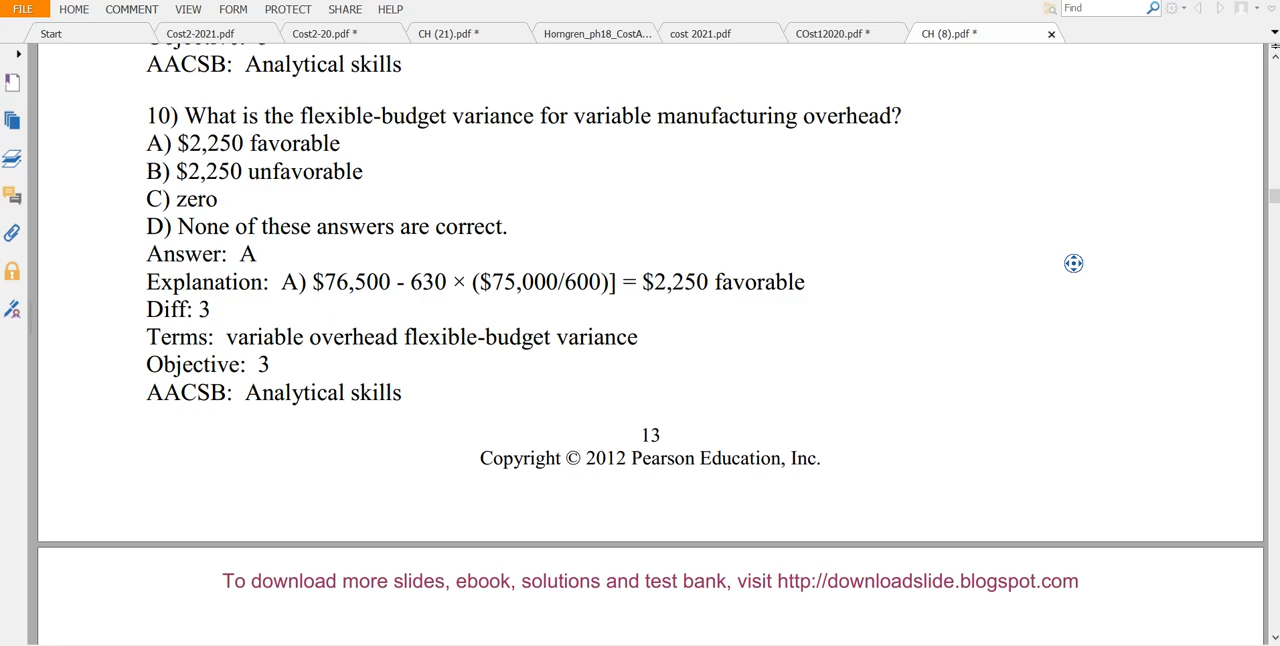 FILE HOME COMMENT VIEW FORM PROTECT SHARE HELP Find
Start Cost2-2021.pdf Cost2-20.pdf * CH (21).pdf * Horngren_ph18_CostA... cost 2021.pdf COst12020.pdf * CH (8).pdf *
AACSB: Analytical skills
10) What is the flexible-budget variance for variable manufacturing overhead?
A) $2,250 favorable
B) $2,250 unfavorable
C) zero
D) None of these answers are correct.
Answer: A
Explanation: A) $76,500 - 630 × ($75,000/600)] = $2,250 favorable
Diff: 3
Terms: variable overhead flexible-budget variance
Objective: 3
AACSB: Analytical skills
13
Copyright © 2012 Pearson Education, Inc.
To download more slides, ebook, solutions and test bank, visit http://downloadslide.blogspot.com